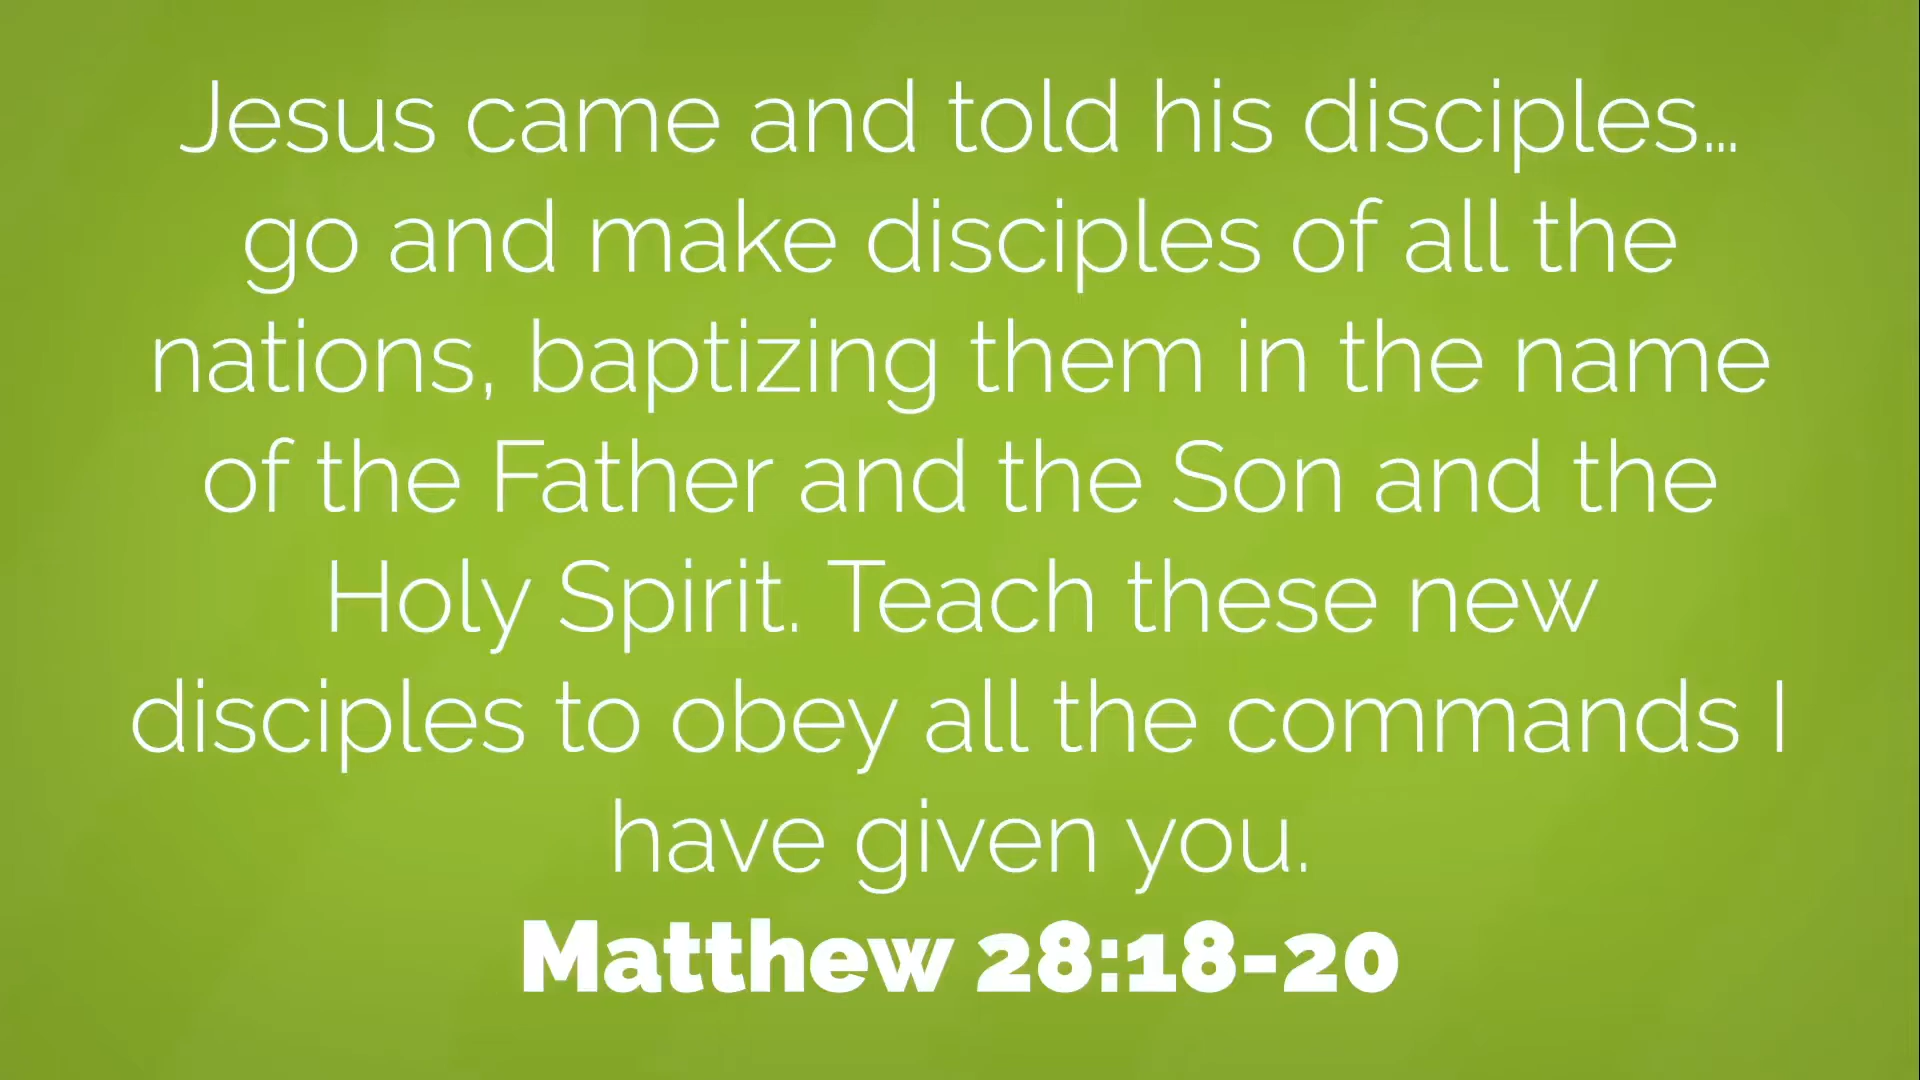 Jesus came and told his disciples...
go and make disciples of all the
nations, baptizing them in the name
of the Father and the Son and the
Holy Spirit. Teach these new
disciples to obey all the commands I
have given you.
Matthew 28:18-20